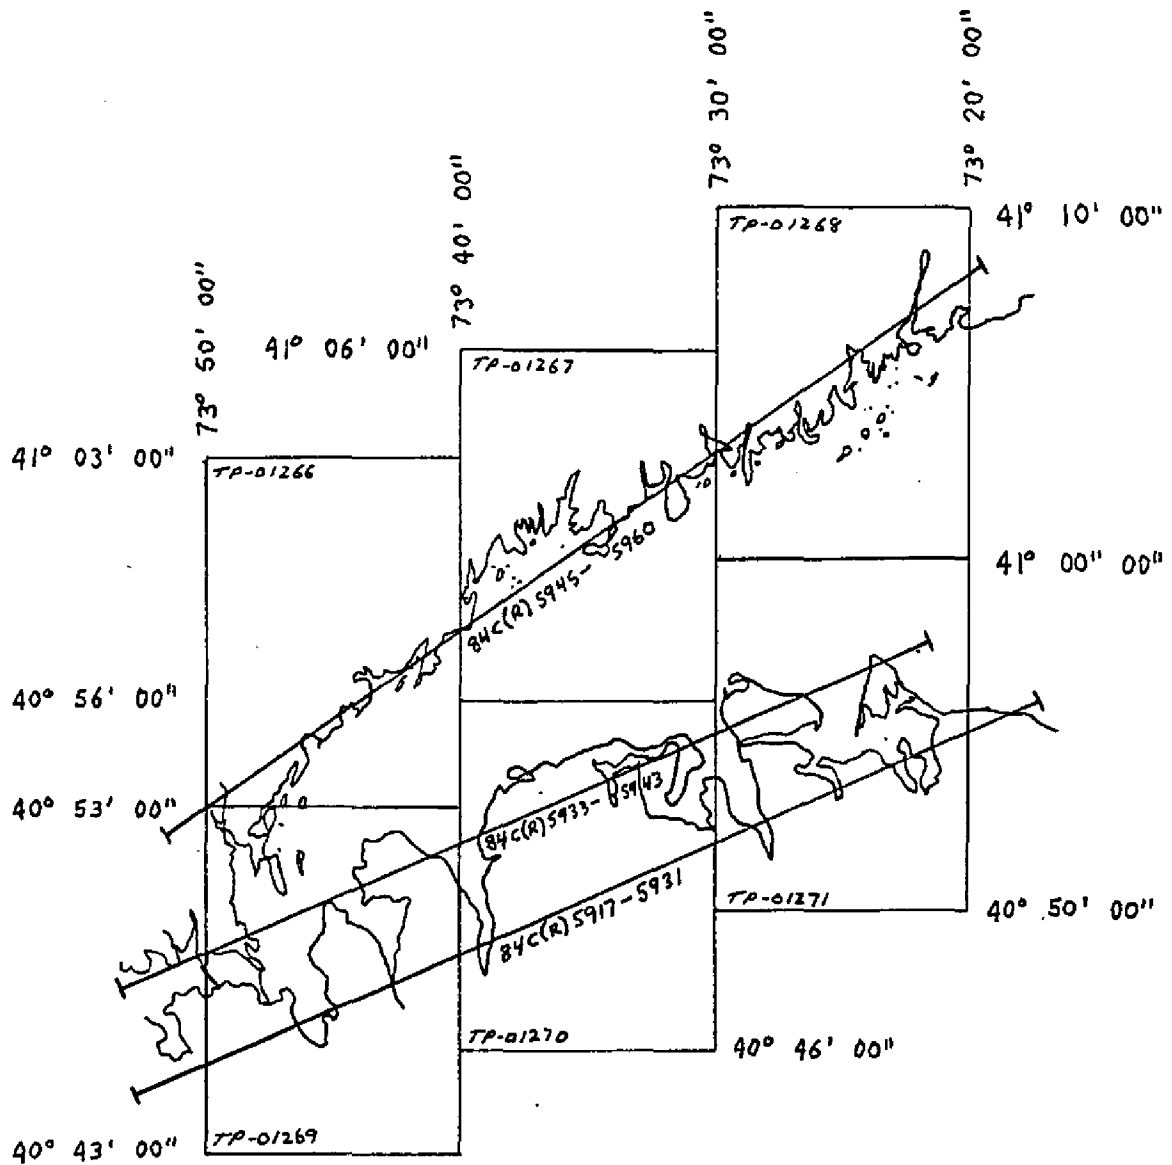 73° 30' 00"
73° 20' 00"
73° 40' 00"
TP-01268
41° 10' 00"
73° 50' 00"
41° 06' 00"
TP-01267
41° 03' 00"
TP-01266
84C(R) 5945-5960
41° 00" 00"
40° 56' 00"
40° 53' 00"
84C(R) 5933-5943
84C(R) 5917-5931
TP-01271
40° 50' 00"
TP-01270
40° 46' 00"
TP-01269
40° 43' 00"